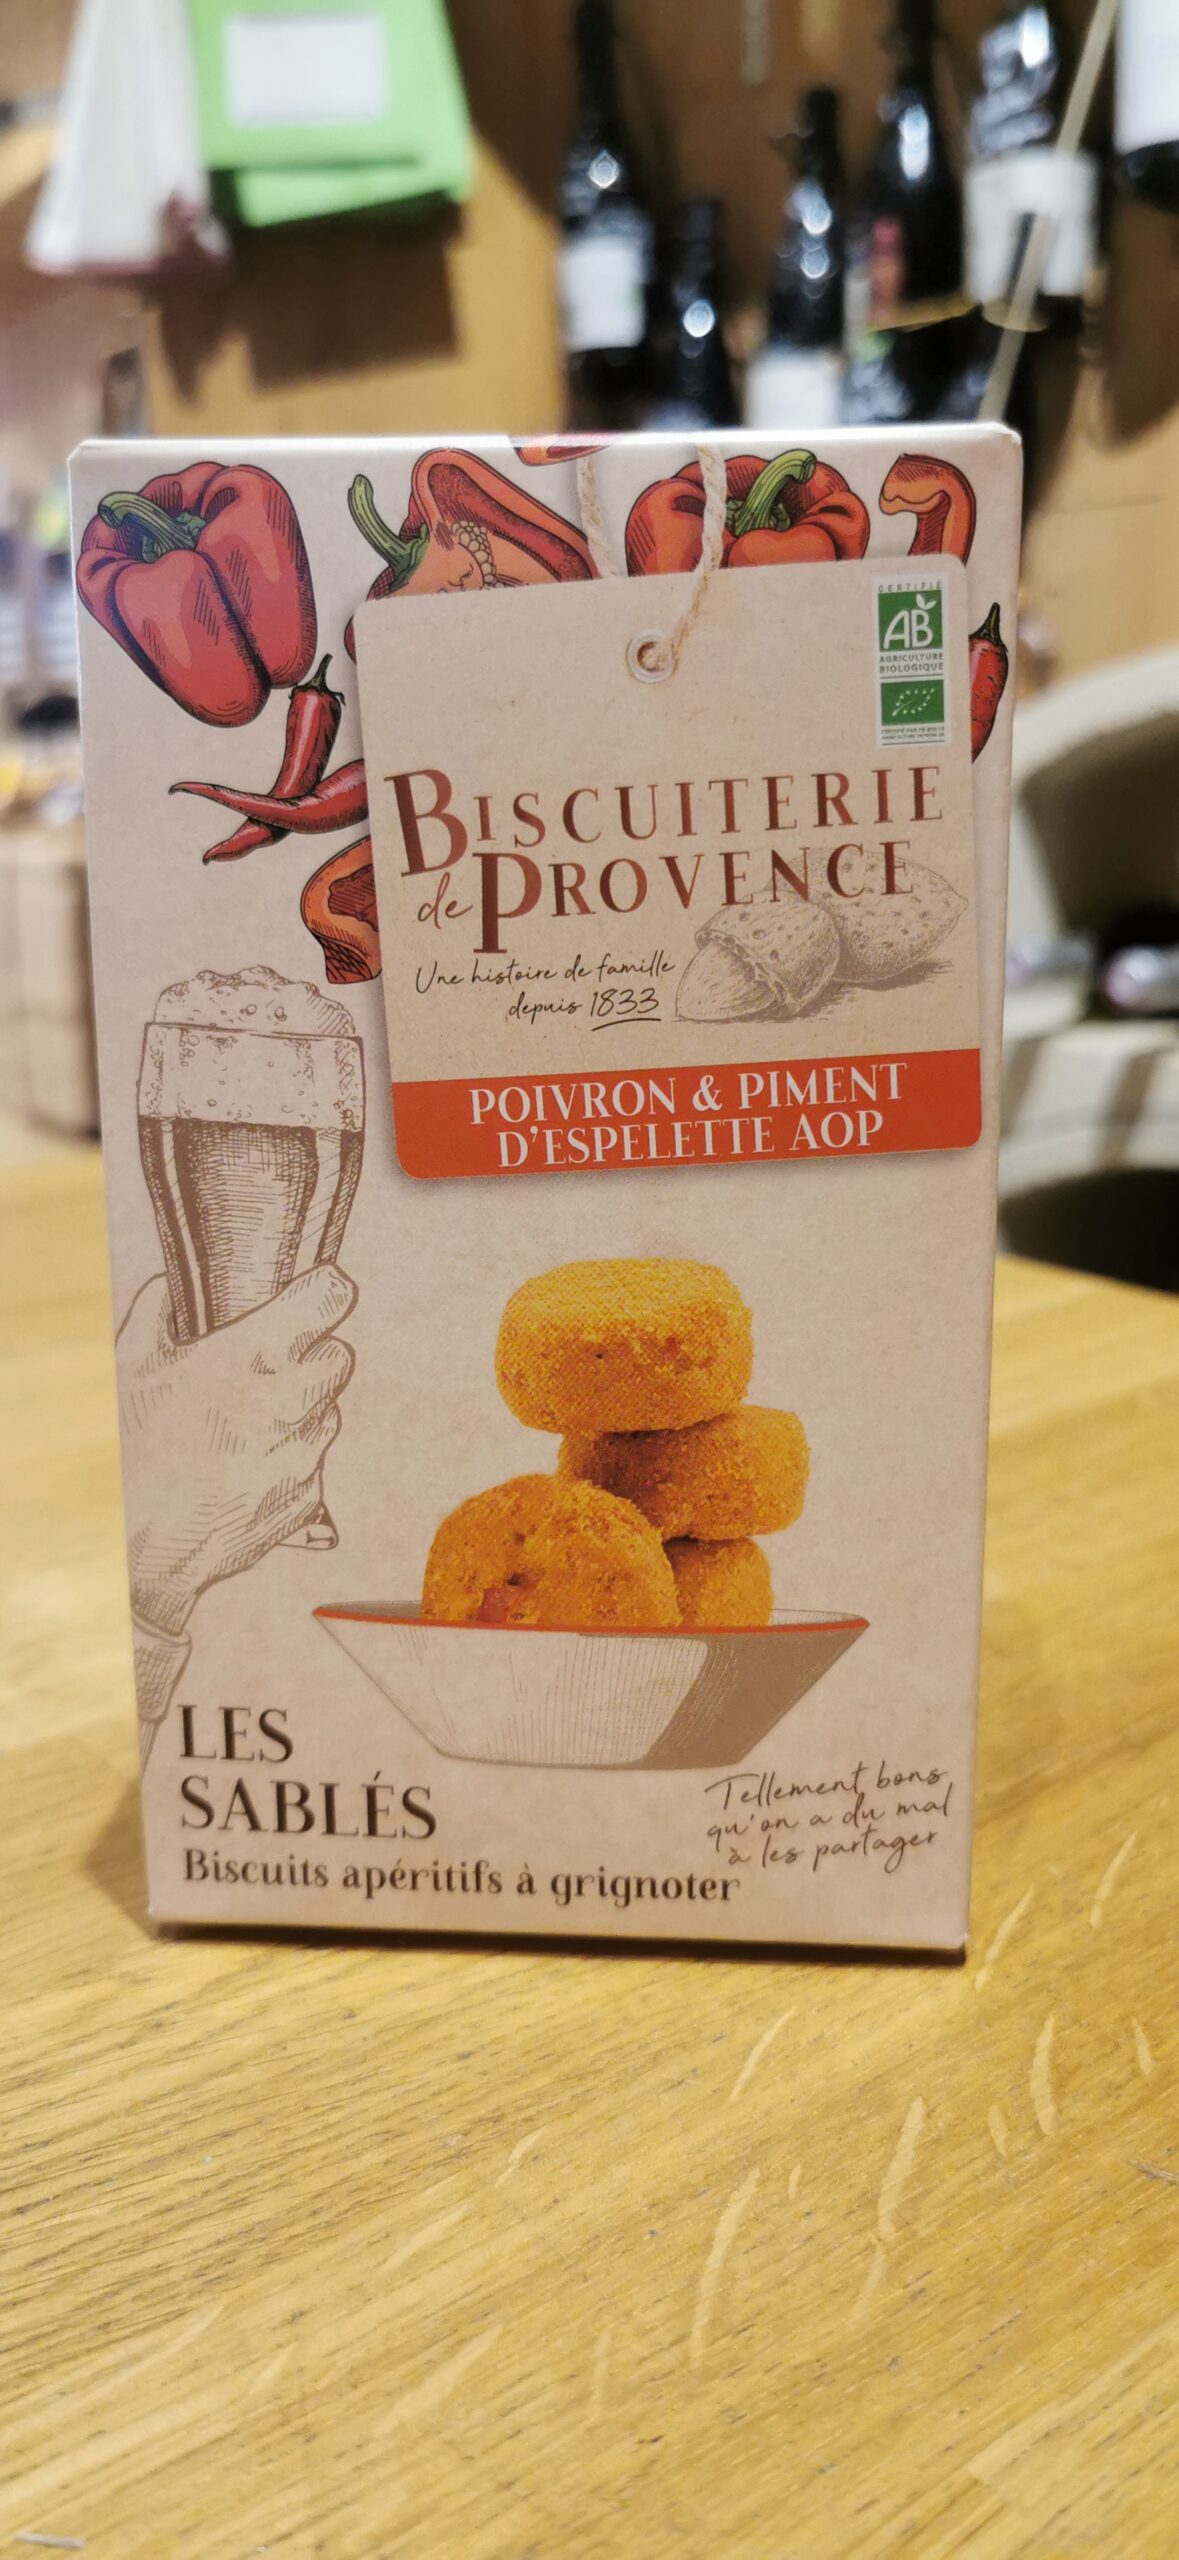 CERTIFIÉ
AB
AGRICULTURE
BIOLOGIQUE
BISCUITERIE
de PROVENCE
Une histoire de famille
depuis 1833
POIVRON & PIMENT
D'ESPELETTE AOP
LES
SABLÉS
Biscuits apéritifs à grignoter
Tellement bons
qu'on a du mal
à les partager